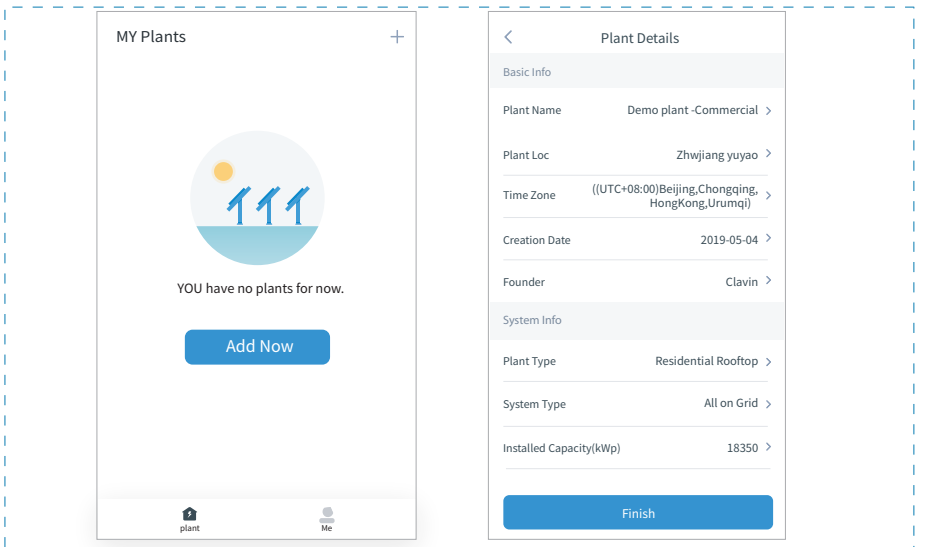 MY Plants
YOU have no plants for now.
Add Now
plant
Me
Plant Details
Basic Info
Plant Name Demo plant -Commercial
Plant Loc Zhwjiang yuyao
Time Zone ((UTC+08:00)Beijing,Chongqing,
HongKong,Urumqi)
Creation Date 2019-05-04
Founder Clavin
System Info
Plant Type Residential Rooftop
System Type All on Grid
Installed Capacity(kWp) 18350
Finish